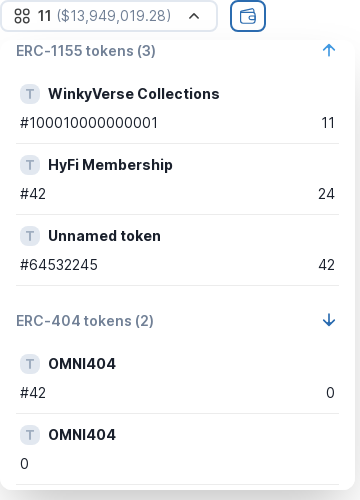 11 ($13,949,019.28)
ERC-1155 tokens (3)
T WinkyVerse Collections
#100010000000001 11
T HyFi Membership
#42 24
T Unnamed token
#64532245 42
ERC-404 tokens (2)
T OMNI404
#42 0
T OMNI404
0